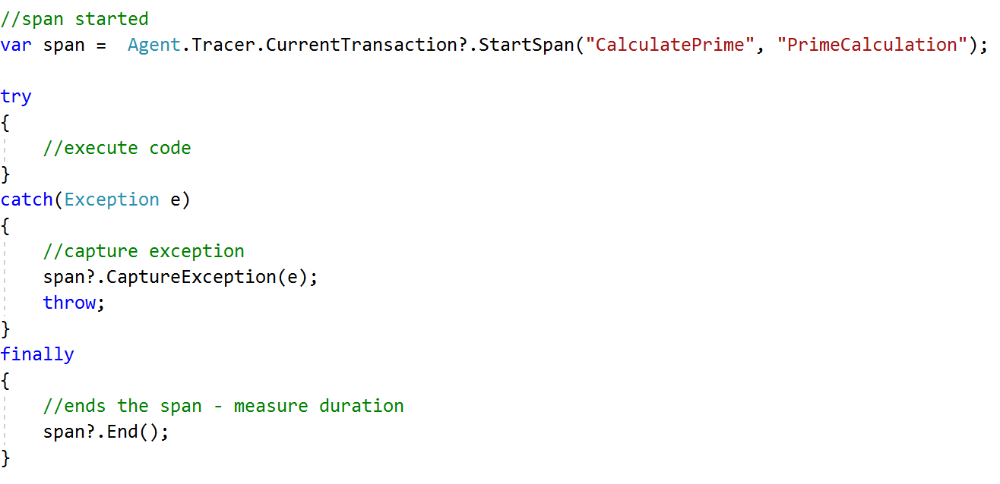 //span started
var span =  Agent.Tracer.CurrentTransaction?.StartSpan("CalculatePrime", "PrimeCalculation");
try
{
    //execute code
}
catch(Exception e)
{
    //capture exception
    span?.CaptureException(e);
    throw;
}
finally
{
    //ends the span - measure duration
    span?.End();
}